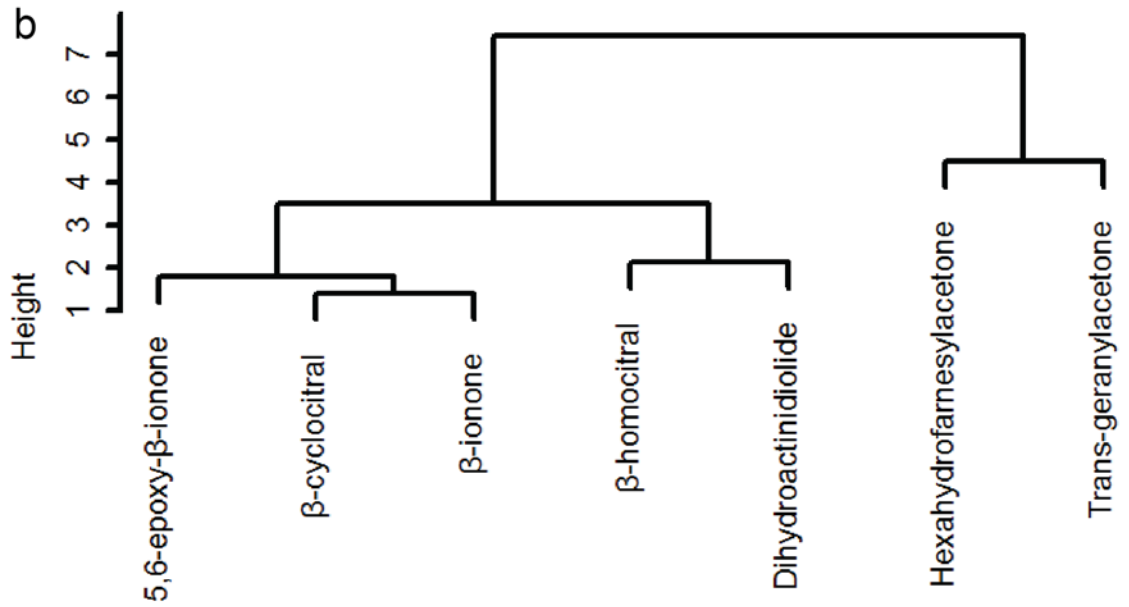 b
7
6
5
4
3
2
1
Height
5,6-epoxy-β-ionone
β-cyclocitral
β-ionone
β-homocitral
Dihydroactinidiolide
Hexahydrofarnesylacetone
Trans-geranylacetone